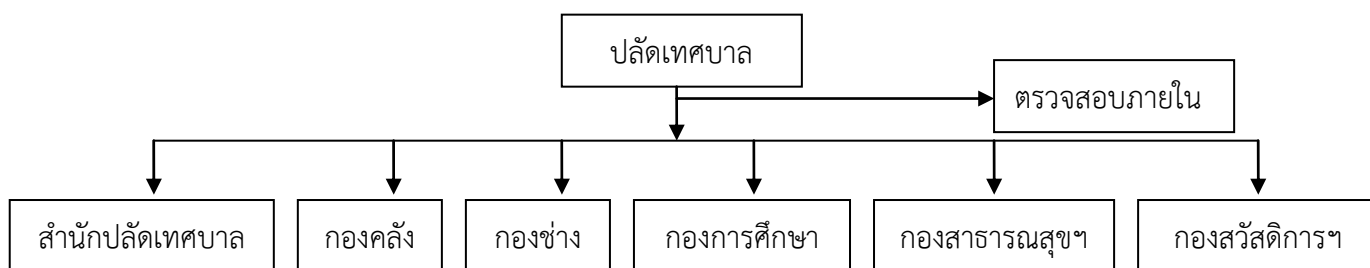 ปลัดเทศบาล
ตรวจสอบภายใน
สำนักปลัดเทศบาล
กองคลัง
กองช่าง
กองการศึกษา
กองสาธารณสุขฯ
กองสวัสดิการฯ